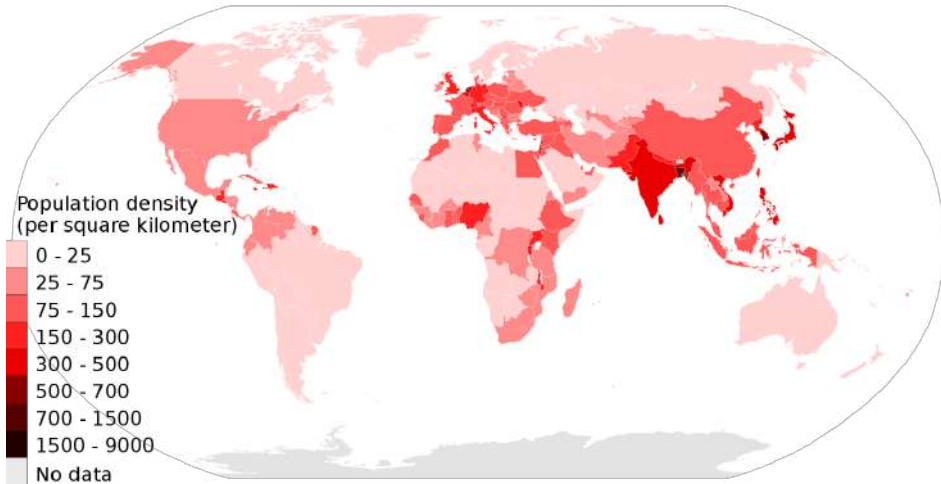 Population density
(per square kilometer)
0 - 25
25 - 75
75 - 150
150 - 300
300 - 500
500 - 700
700 - 1500
1500 - 9000
No data